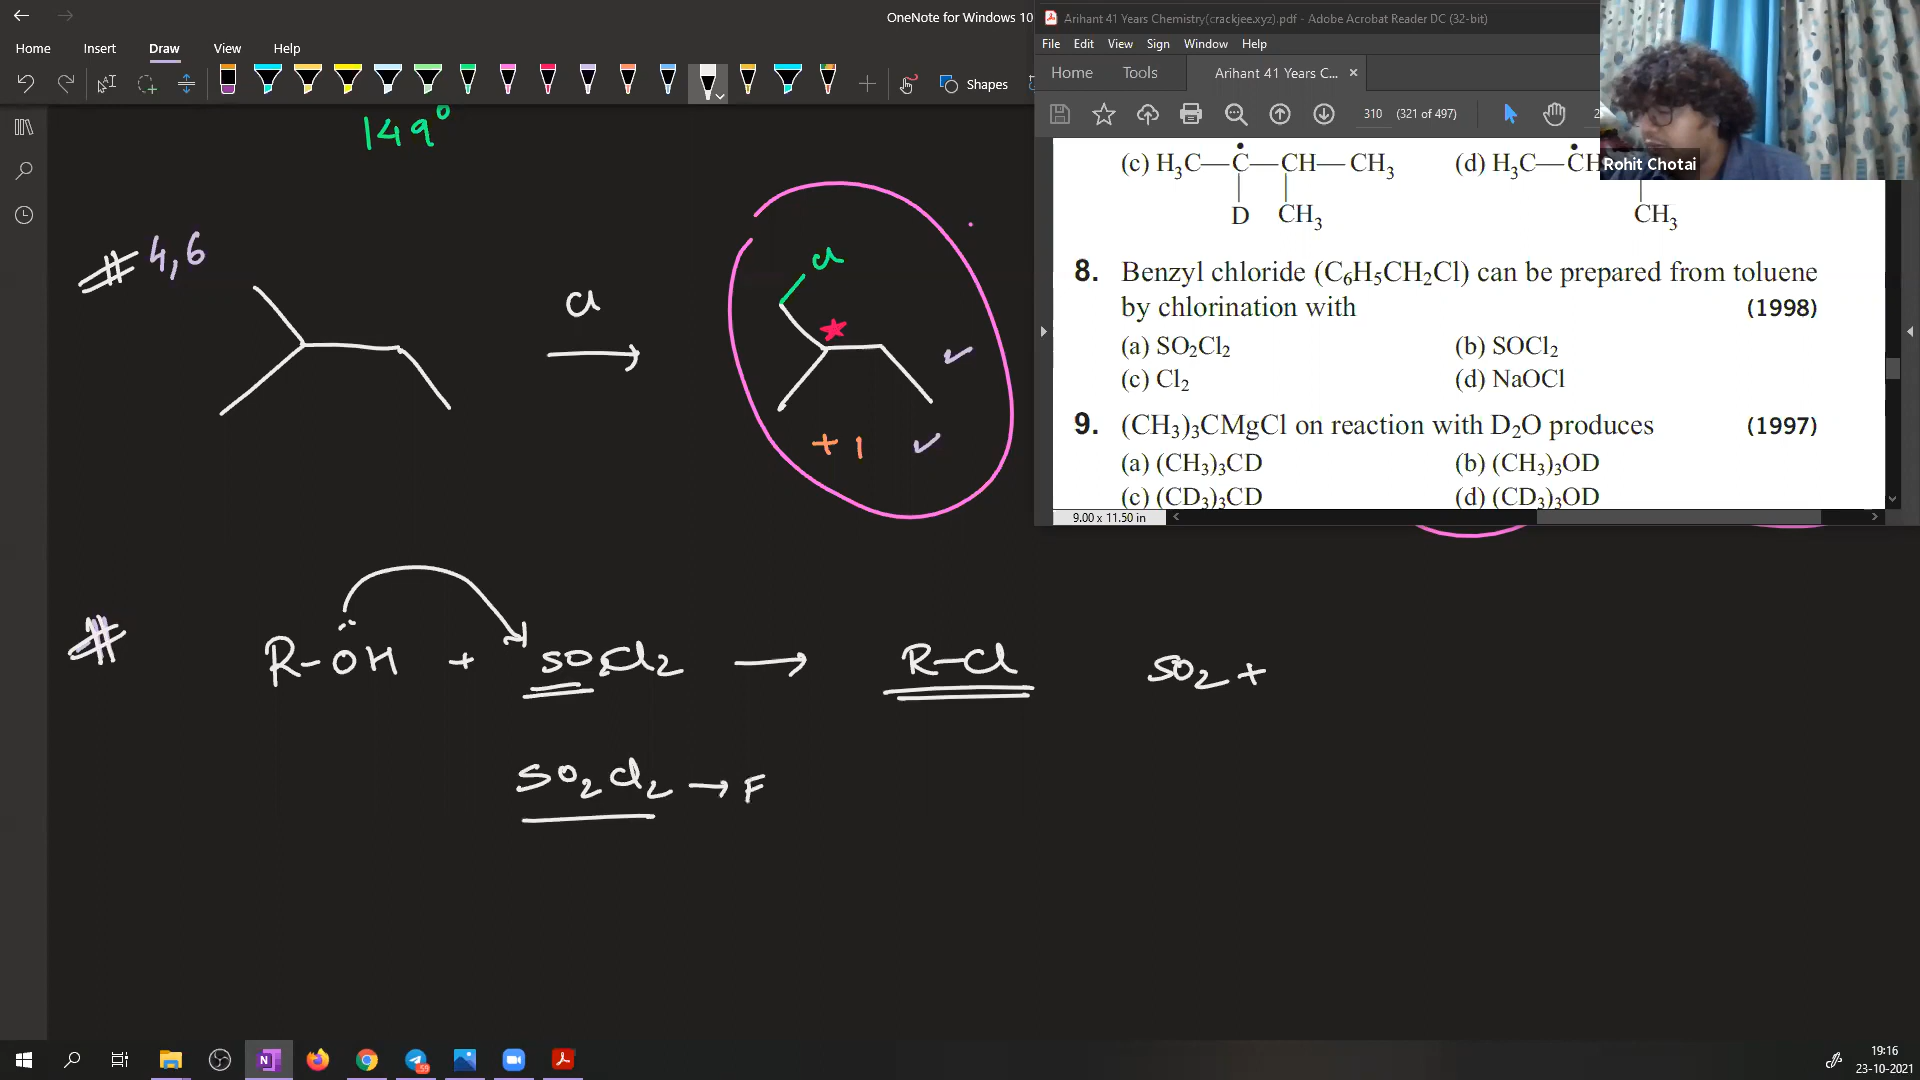 OneNote for Windows 10
Home Insert Draw View Help
Shapes
149°
# 4,6
Cl
Cl
+1
# R-ÖH + SOCl2 → R-Cl SO2 +
SO2Cl2 → F
Arihant 41 Years Chemistry(crackjee.xyz).pdf - Adobe Acrobat Reader DC (32-bit)
File Edit View Sign Window Help
Home Tools Arihant 41 Years C... ×
310 (321 of 497)
Rohit Chotai
(c) H₃C—Ċ—CH—CH₃ (d) H₃C—ĊH
D CH₃ CH₃
8. Benzyl chloride (C₆H₅CH₂Cl) can be prepared from toluene
by chlorination with (1998)
(a) SO₂Cl₂ (b) SOCl₂
(c) Cl₂ (d) NaOCl
9. (CH₃)₃CMgCl on reaction with D₂O produces (1997)
(a) (CH₃)₃CD (b) (CH₃)₃OD
(c) (CD₃)₃CD (d) (CD₃)₃OD
9.00 x 11.50 in
19:16
23-10-2021